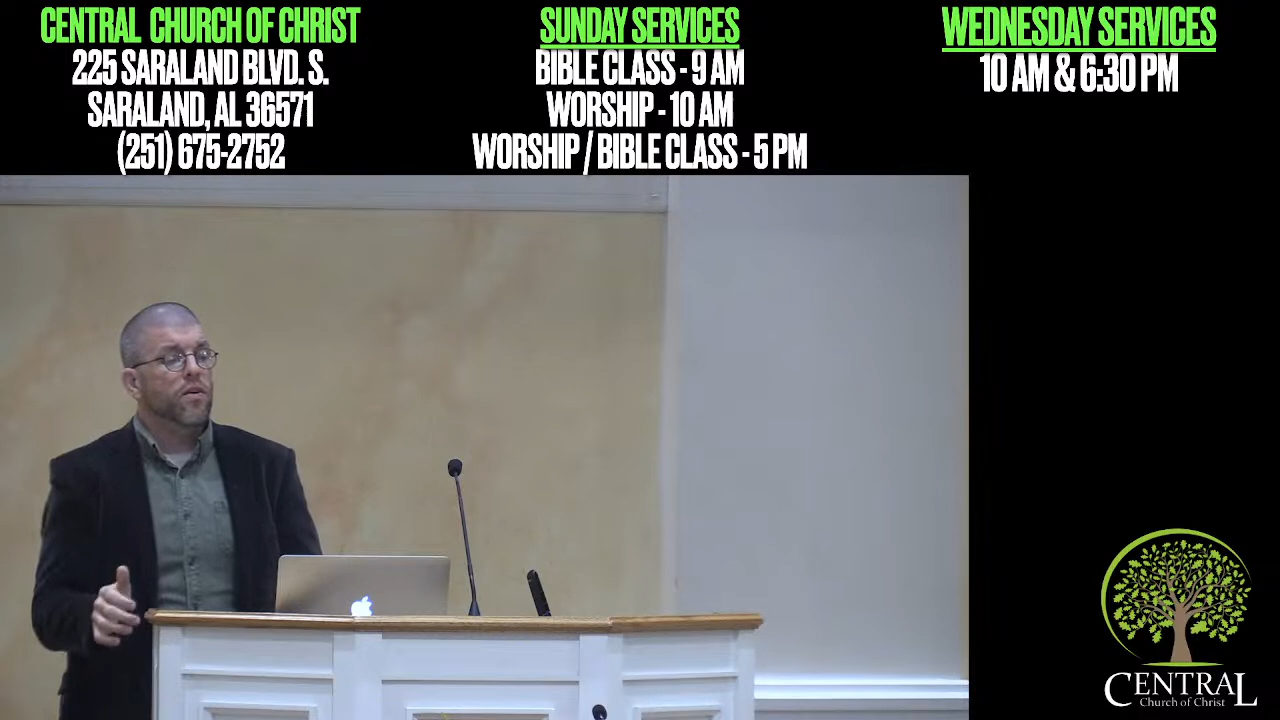 CENTRAL CHURCH OF CHRIST
225 SARALAND BLVD. S.
SARALAND, AL 36571
(251) 675-2752
SUNDAY SERVICES
BIBLE CLASS - 9 AM
WORSHIP - 10 AM
WORSHIP / BIBLE CLASS - 5 PM
WEDNESDAY SERVICES
10 AM & 6:30 PM
CENTRAL
Church of Christ